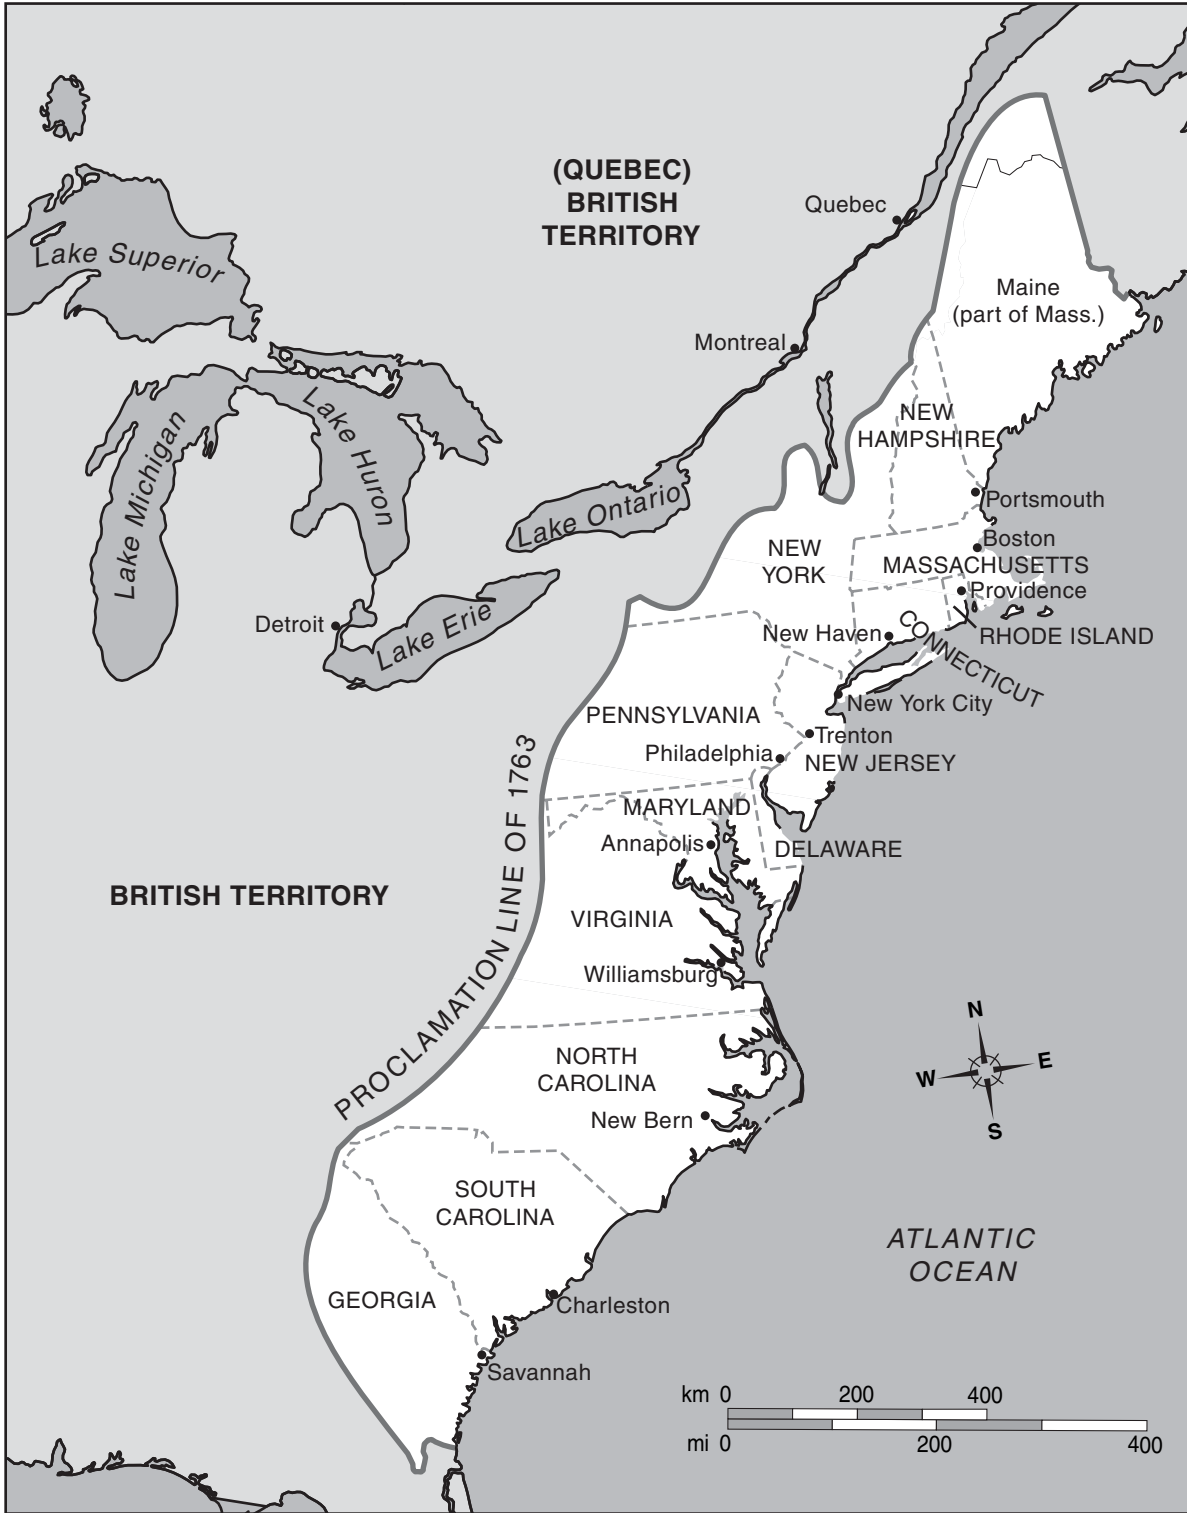 (QUEBEC)
BRITISH
TERRITORY
Quebec
Lake Superior
Maine
(part of Mass.)
Montreal
Lake Michigan
Lake Huron
NEW
HAMPSHIRE
Lake Ontario
Portsmouth
Boston
NEW
YORK
MASSACHUSETTS
Providence
Detroit
Lake Erie
New Haven
CONNECTICUT
RHODE ISLAND
New York City
PENNSYLVANIA
Trenton
Philadelphia
NEW JERSEY
PROCLAMATION LINE OF 1763
MARYLAND
Annapolis
DELAWARE
BRITISH TERRITORY
VIRGINIA
Williamsburg
N
W
E
S
NORTH
CAROLINA
New Bern
SOUTH
CAROLINA
ATLANTIC
OCEAN
GEORGIA
Charleston
Savannah
km 0 200 400
mi 0 200 400